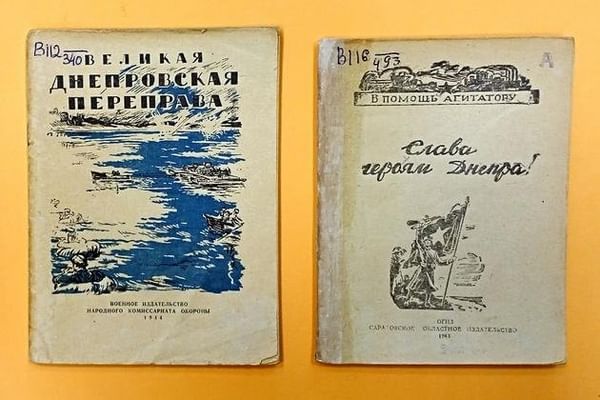 В112
340
ВЕЛИКАЯ
ДНЕПРОВСКАЯ
ПЕРЕПРАВА
ВОЕННОЕ ИЗДАТЕЛЬСТВО
НАРОДНОГО КОМИССАРИАТА ОБОРОНЫ
1944
В116
493
А
В ПОМОЩЬ АГИТАТОРУ
Слава
героям Днепра!
ОГИЗ
САРАТОВСКОЕ ОБЛАСТНОЕ ИЗДАТЕЛЬСТВО
1943